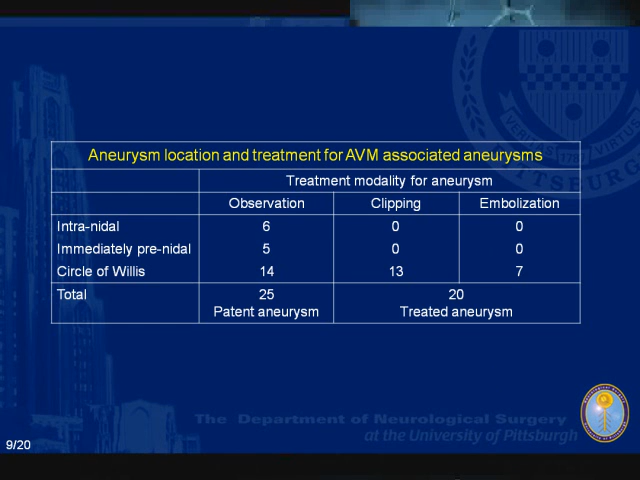 Aneurysm location and treatment for AVM associated aneurysms
Treatment modality for aneurysm
Observation Clipping Embolization
Intra-nidal 6 0 0
Immediately pre-nidal 5 0 0
Circle of Willis 14 13 7
Total 25 20
Patent aneurysm Treated aneurysm
The Department of Neurological Surgery
at the University of Pittsburgh
9/20